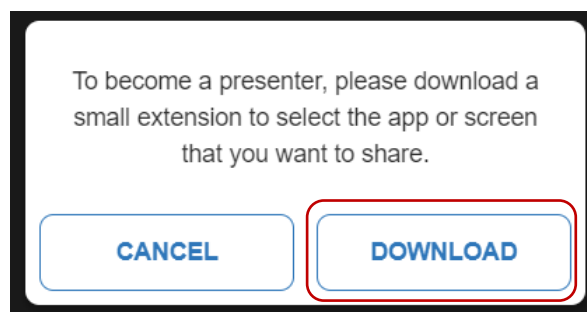 To become a presenter, please download a
small extension to select the app or screen
that you want to share.
CANCEL
DOWNLOAD